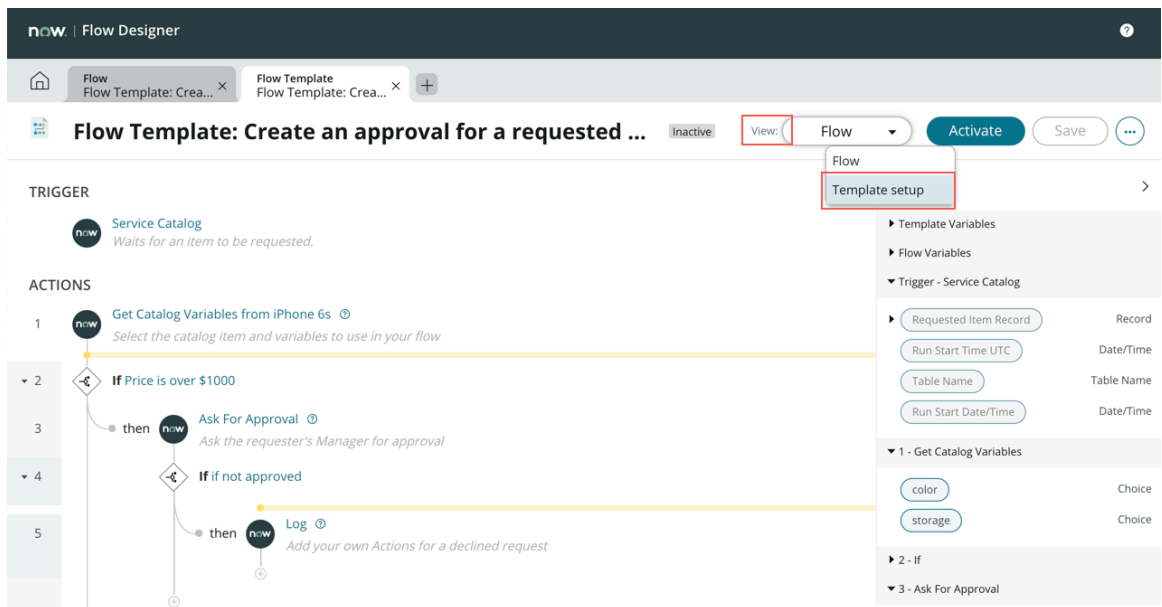 now. | Flow Designer
Flow
Flow Template: Crea...
Flow Template
Flow Template: Crea...
Flow Template: Create an approval for a requested ...
Inactive
View:
Flow
Activate
Save
Flow
Template setup
TRIGGER
now
Service Catalog
Waits for an item to be requested.
ACTIONS
1
now
Get Catalog Variables from iPhone 6s
Select the catalog item and variables to use in your flow
2
If Price is over $1000
3
then
now
Ask For Approval
Ask the requester's Manager for approval
4
If if not approved
5
then
now
Log
Add your own Actions for a declined request
Template Variables
Flow Variables
Trigger - Service Catalog
Requested Item Record Record
Run Start Time UTC Date/Time
Table Name Table Name
Run Start Date/Time Date/Time
1 - Get Catalog Variables
color Choice
storage Choice
2 - If
3 - Ask For Approval